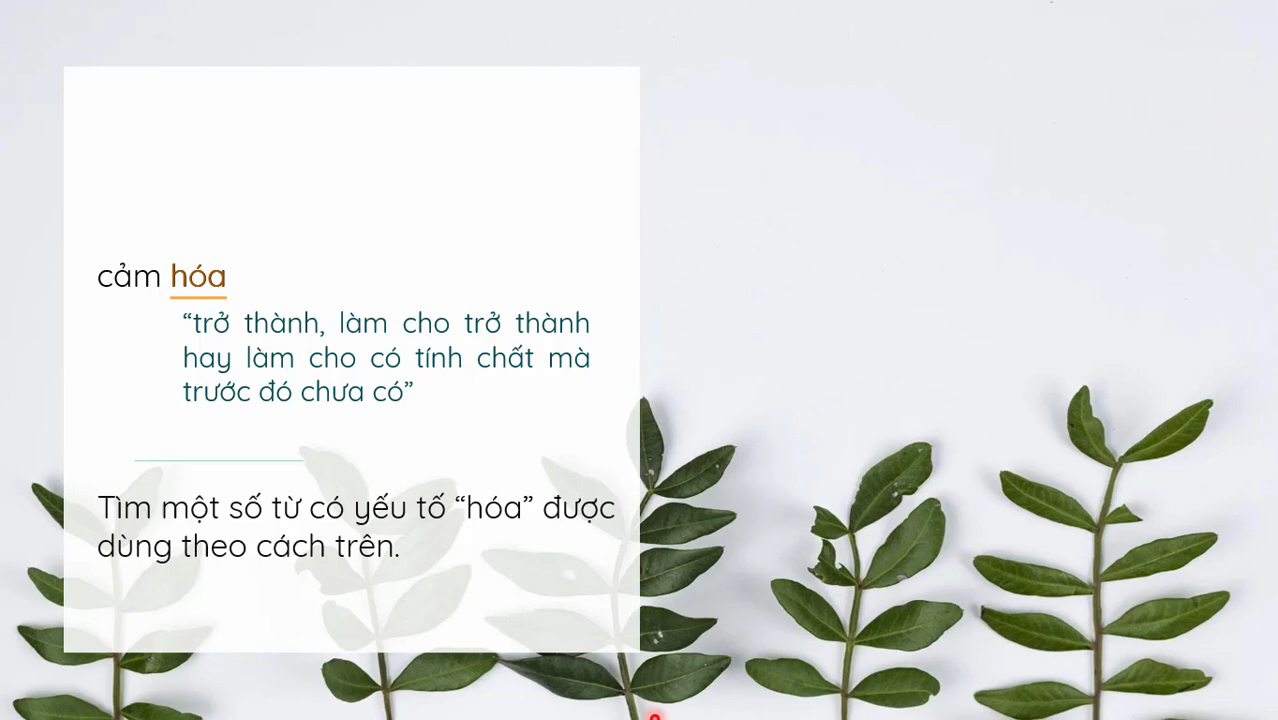 cảm hóa
“trở thành, làm cho trở thành
hay làm cho có tính chất mà
trước đó chưa có”
Tìm một số từ có yếu tố “hóa” được
dùng theo cách trên.